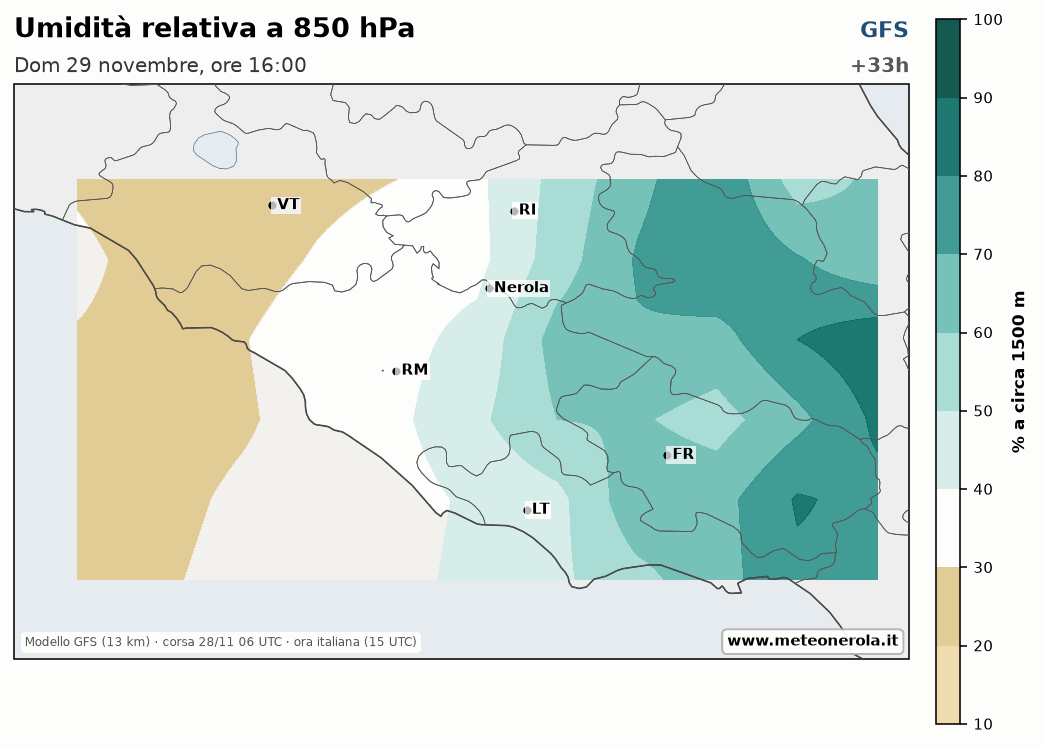 Umidità relativa a 850 hPa
GFS
Dom 29 novembre, ore 16:00
+33h
100
90
80
70
60
50
40
30
20
10
% a circa 1500 m
VT
RI
Nerola
RM
FR
LT
Modello GFS (13 km) · corsa 28/11 06 UTC · ora italiana (15 UTC)
www.meteonerola.it